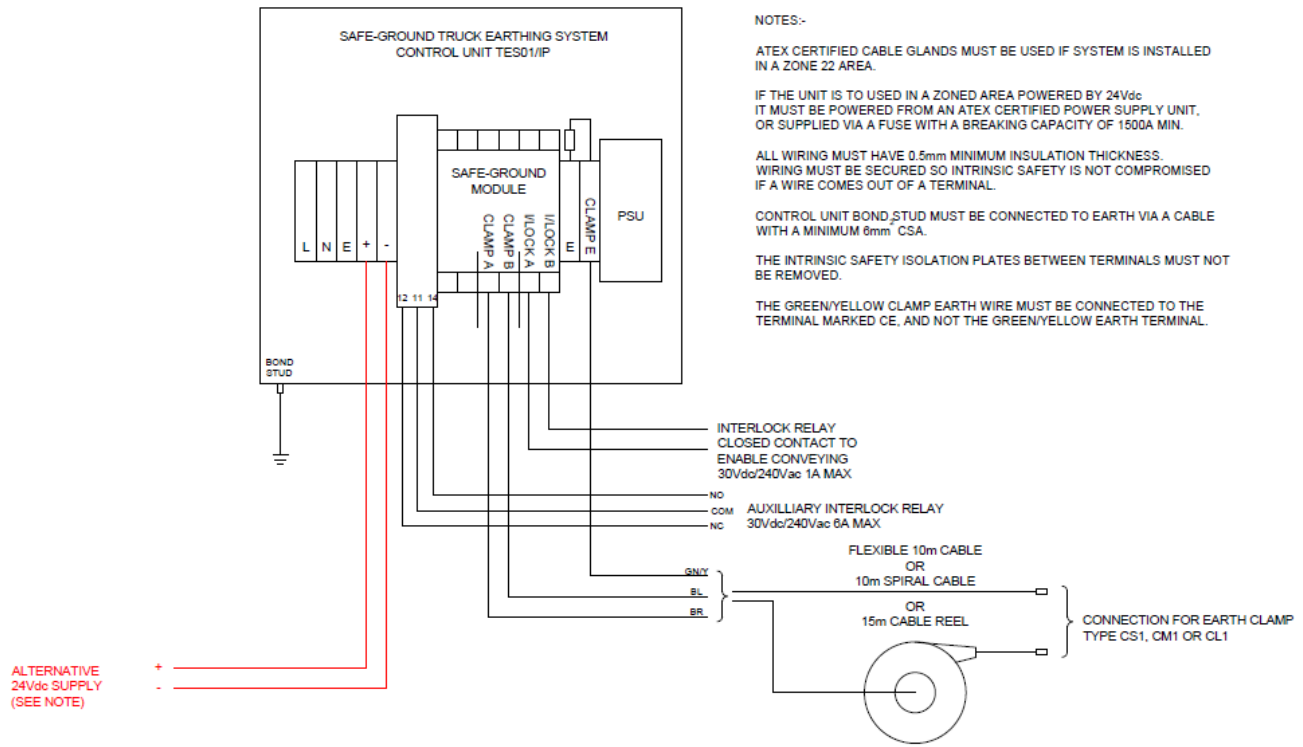 SAFE-GROUND TRUCK EARTHING SYSTEM
CONTROL UNIT TES01/IP
SAFE-GROUND
MODULE
L N E + -
CLAMP A
CLAMP B
I/LOCK A
I/LOCK B
E
CLAMP E
PSU
12 11 14
BOND
STUD
NOTES:-
ATEX CERTIFIED CABLE GLANDS MUST BE USED IF SYSTEM IS INSTALLED
IN A ZONE 22 AREA.
IF THE UNIT IS TO USED IN A ZONED AREA POWERED BY 24Vdc
IT MUST BE POWERED FROM AN ATEX CERTIFIED POWER SUPPLY UNIT,
OR SUPPLIED VIA A FUSE WITH A BREAKING CAPACITY OF 1500A MIN.
ALL WIRING MUST HAVE 0.5mm MINIMUM INSULATION THICKNESS.
WIRING MUST BE SECURED SO INTRINSIC SAFETY IS NOT COMPROMISED
IF A WIRE COMES OUT OF A TERMINAL.
CONTROL UNIT BOND STUD MUST BE CONNECTED TO EARTH VIA A CABLE
WITH A MINIMUM 6mm² CSA.
THE INTRINSIC SAFETY ISOLATION PLATES BETWEEN TERMINALS MUST NOT
BE REMOVED.
THE GREEN/YELLOW CLAMP EARTH WIRE MUST BE CONNECTED TO THE
TERMINAL MARKED CE, AND NOT THE GREEN/YELLOW EARTH TERMINAL.
INTERLOCK RELAY
CLOSED CONTACT TO
ENABLE CONVEYING
30Vdc/240Vac 1A MAX
NO
COM
NC
AUXILLIARY INTERLOCK RELAY
30Vdc/240Vac 6A MAX
GN/Y
BL
BR
FLEXIBLE 10m CABLE
OR
10m SPIRAL CABLE
OR
15m CABLE REEL
CONNECTION FOR EARTH CLAMP
TYPE CS1, CM1 OR CL1
ALTERNATIVE
24Vdc SUPPLY
(SEE NOTE)
+
-